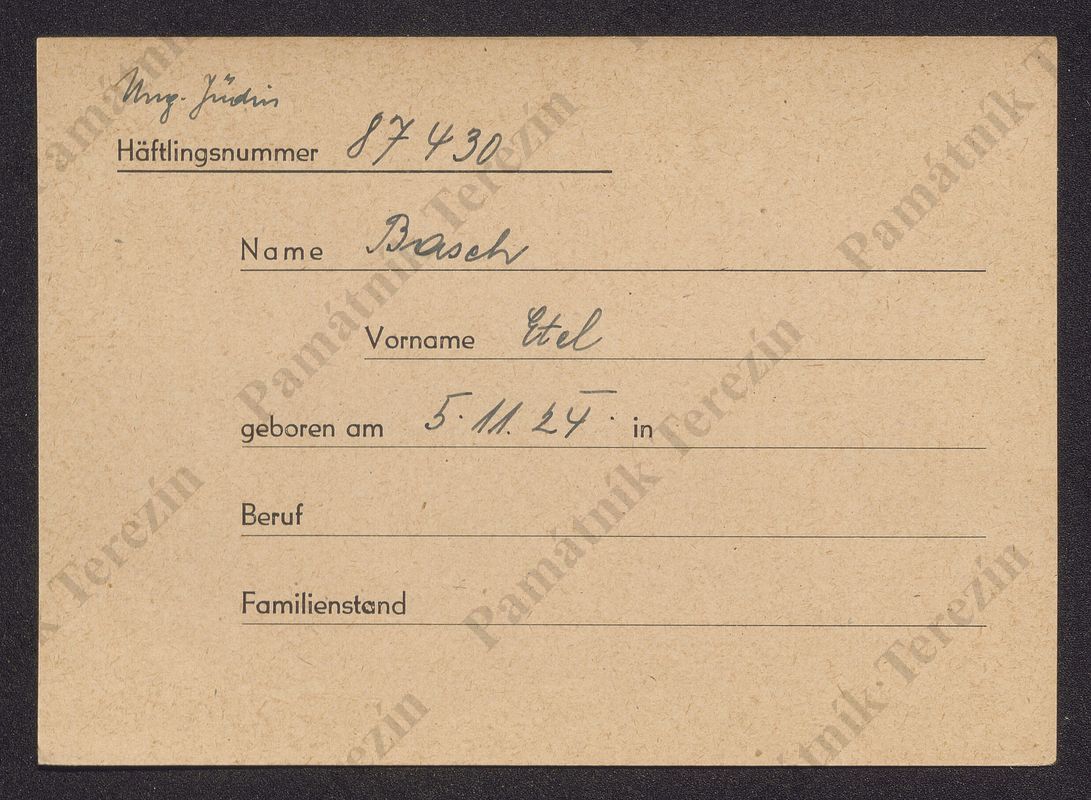 Ung. Jüdin
Häftlingsnummer 87430
Name Basch
Vorname Etel
geboren am 5.11.24. in
Beruf
Familienstand
Památník Terezín